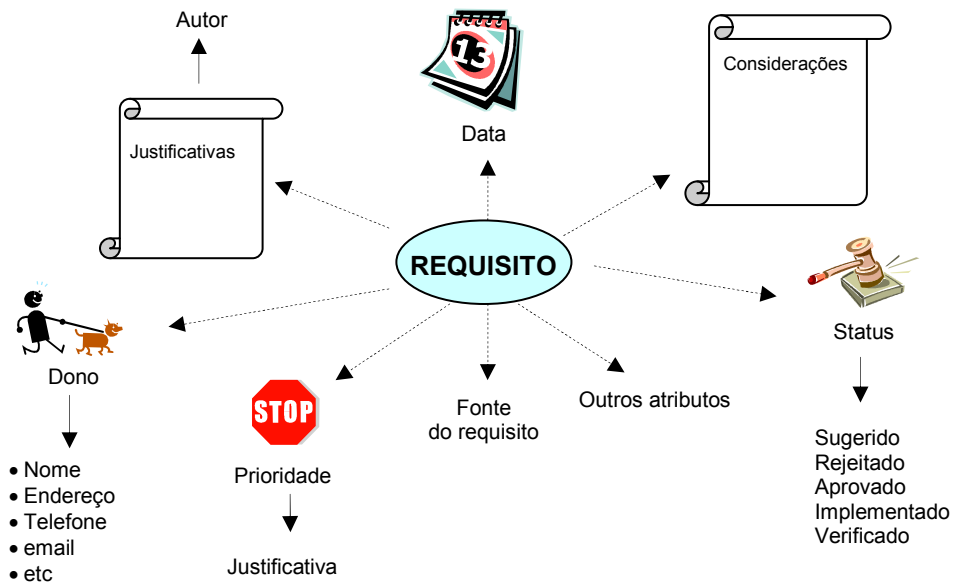 Autor
13
Considerações
Data
Justificativas
REQUISITO
Status
Dono
STOP
Fonte
do requisito
Outros atributos
Prioridade
Justificativa
• Nome
• Endereço
• Telefone
• email
• etc
Sugerido
Rejeitado
Aprovado
Implementado
Verificado